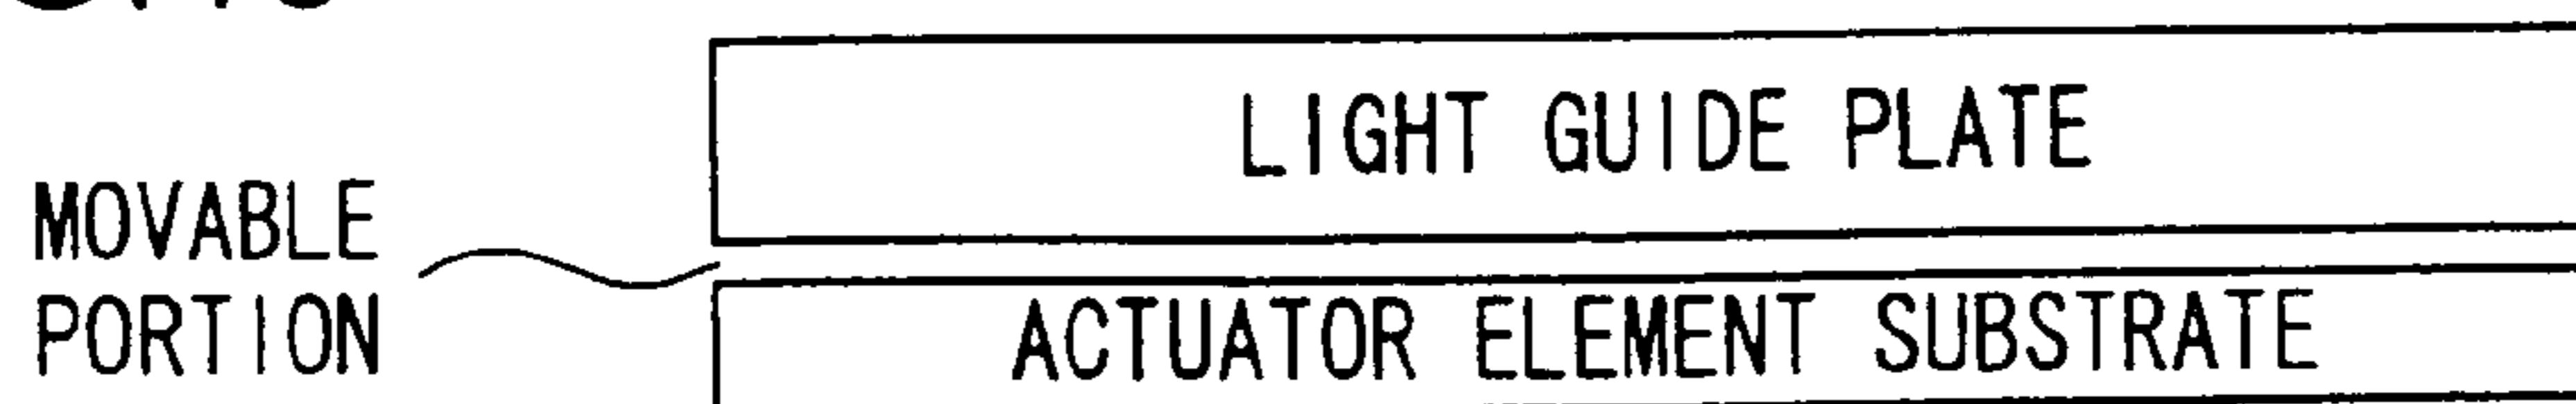 LIGHT GUIDE PLATE
MOVABLE
PORTION
ACTUATOR ELEMENT SUBSTRATE